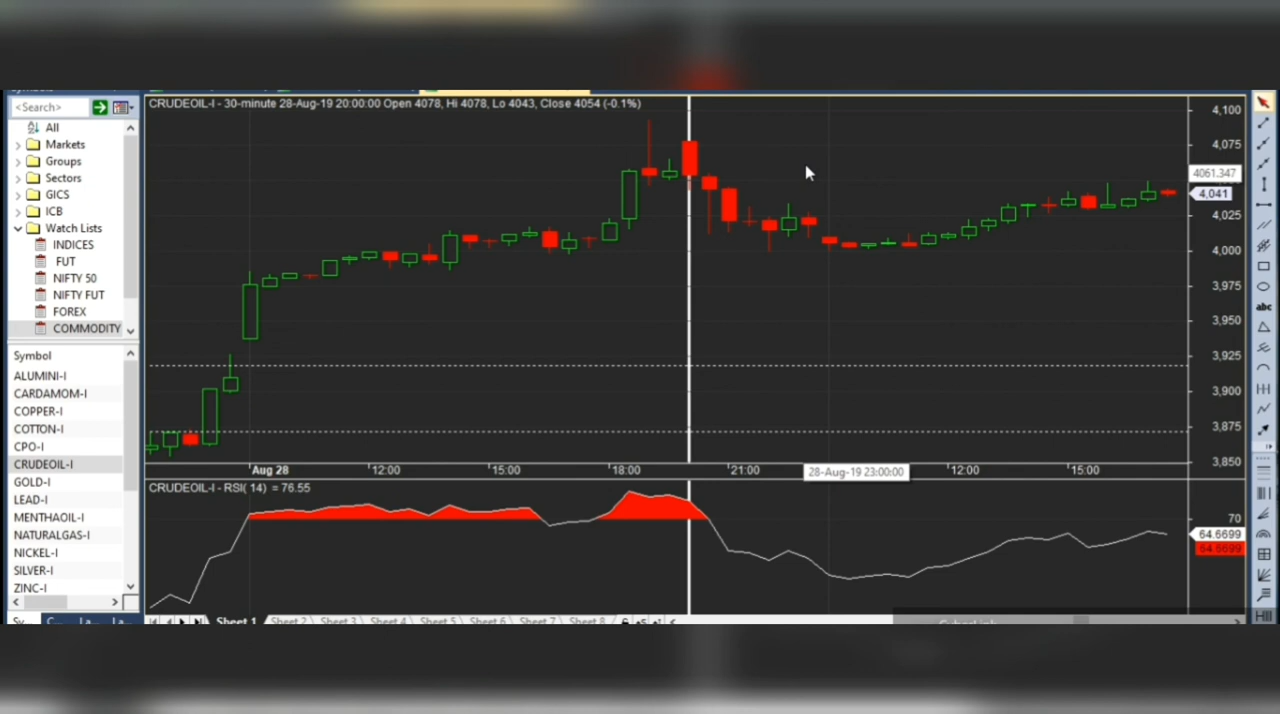 <Search>
All
Markets
Groups
Sectors
GICS
ICB
Watch Lists
INDICES
FUT
NIFTY 50
NIFTY FUT
FOREX
COMMODITY
Symbol
ALUMINI-I
CARDAMOM-I
COPPER-I
COTTON-I
CPO-I
CRUDEOIL-I
GOLD-I
LEAD-I
MENTHAOIL-I
NATURALGAS-I
NICKEL-I
SILVER-I
ZINC-I
Sy... C... La... La...
CRUDEOIL-I - 30-minute 28-Aug-19 20:00:00 Open 4078, Hi 4078, Lo 4043, Close 4054 (-0.1%)
4,100
4,075
4061.347
4,041
4,025
4,000
3,975
3,950
3,925
3,900
3,875
3,850
Aug 28 12:00 15:00 18:00 21:00 28-Aug-19 23:00:00 12:00 15:00
CRUDEOIL-I - RSI( 14) = 76.55
70
64.6699
64.6699
Sheet 1 Sheet 2 Sheet 3 Sheet 4 Sheet 5 Sheet 6 Sheet 7 Sheet 8
abc